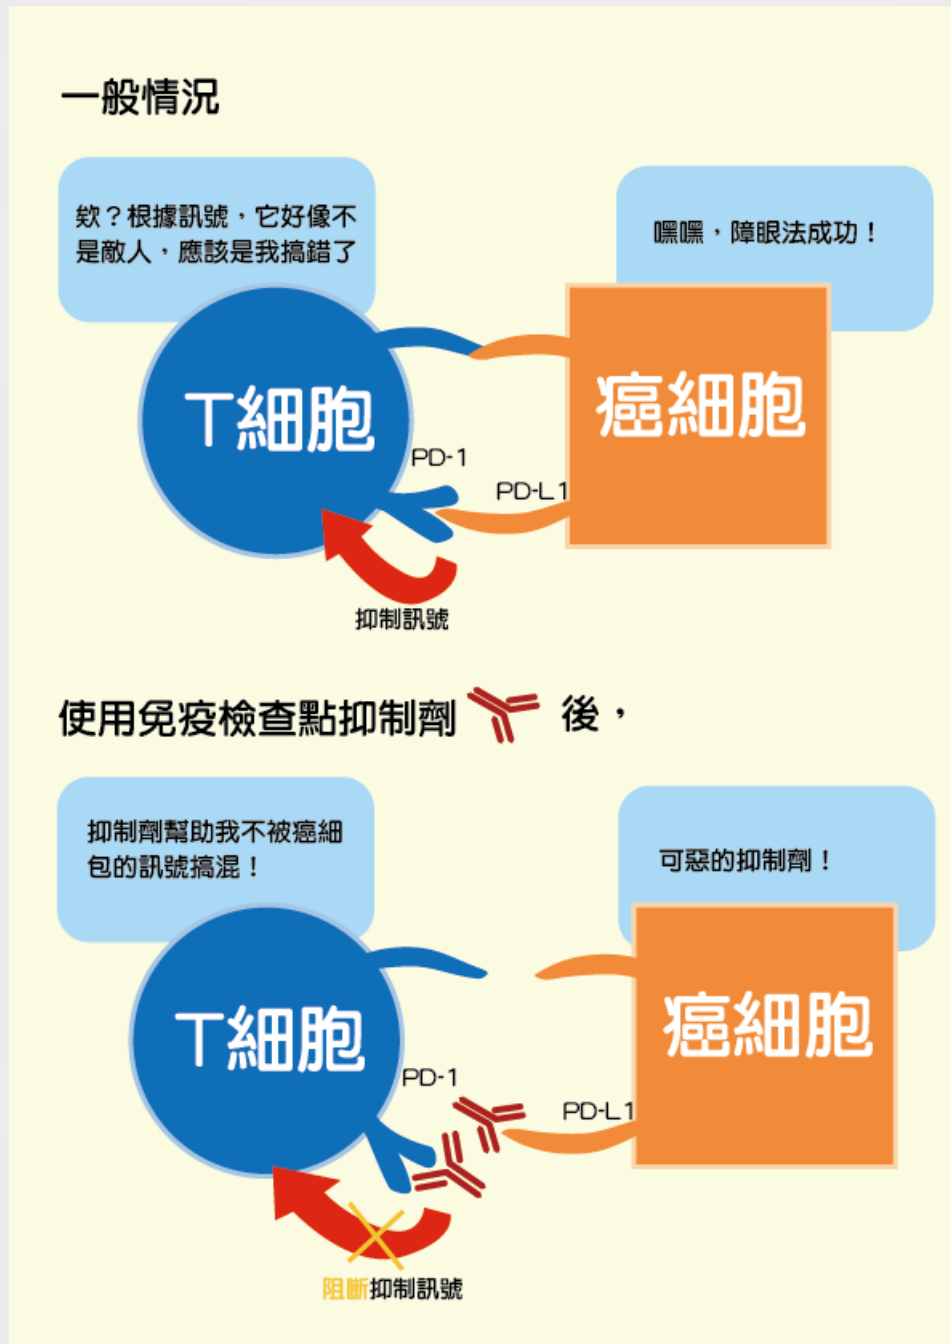 一般情況
欸？根據訊號，它好像不
是敵人，應該是我搞錯了
嘿嘿，障眼法成功！
T細胞
癌細胞
PD-1
PD-L1
抑制訊號
使用免疫檢查點抑制劑 後，
抑制劑幫助我不被癌細
包的訊號搞混！
可惡的抑制劑！
T細胞
癌細胞
PD-1
PD-L1
阻斷抑制訊號